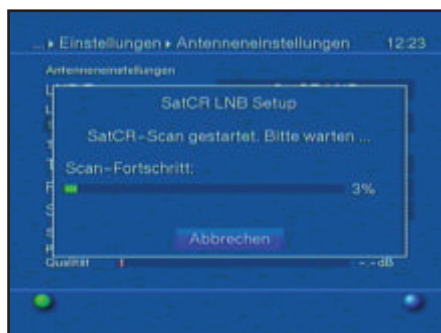 ... ▸ Einstellungen ▸ Antenneneinstellungen 12:23
Antenneneinstellungen
SatCR LNB Setup
SatCR-Scan gestartet. Bitte warten ...
Scan-Fortschritt:
3%
Abbrechen
Qualität -.-dB